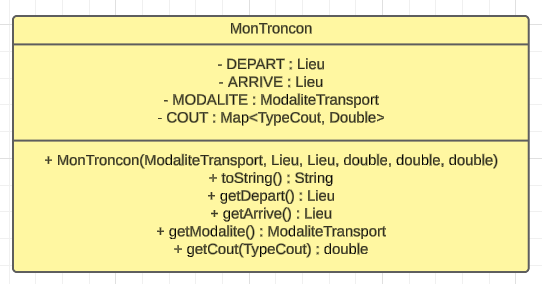 MonTroncon
- DEPART : Lieu
- ARRIVE : Lieu
- MODALITE : ModaliteTransport
- COUT : Map<TypeCout, Double>
+ MonTroncon(ModaliteTransport, Lieu, Lieu, double, double, double)
+ toString() : String
+ getDepart() : Lieu
+ getArrive() : Lieu
+ getModalite() : ModaliteTransport
+ getCout(TypeCout) : double